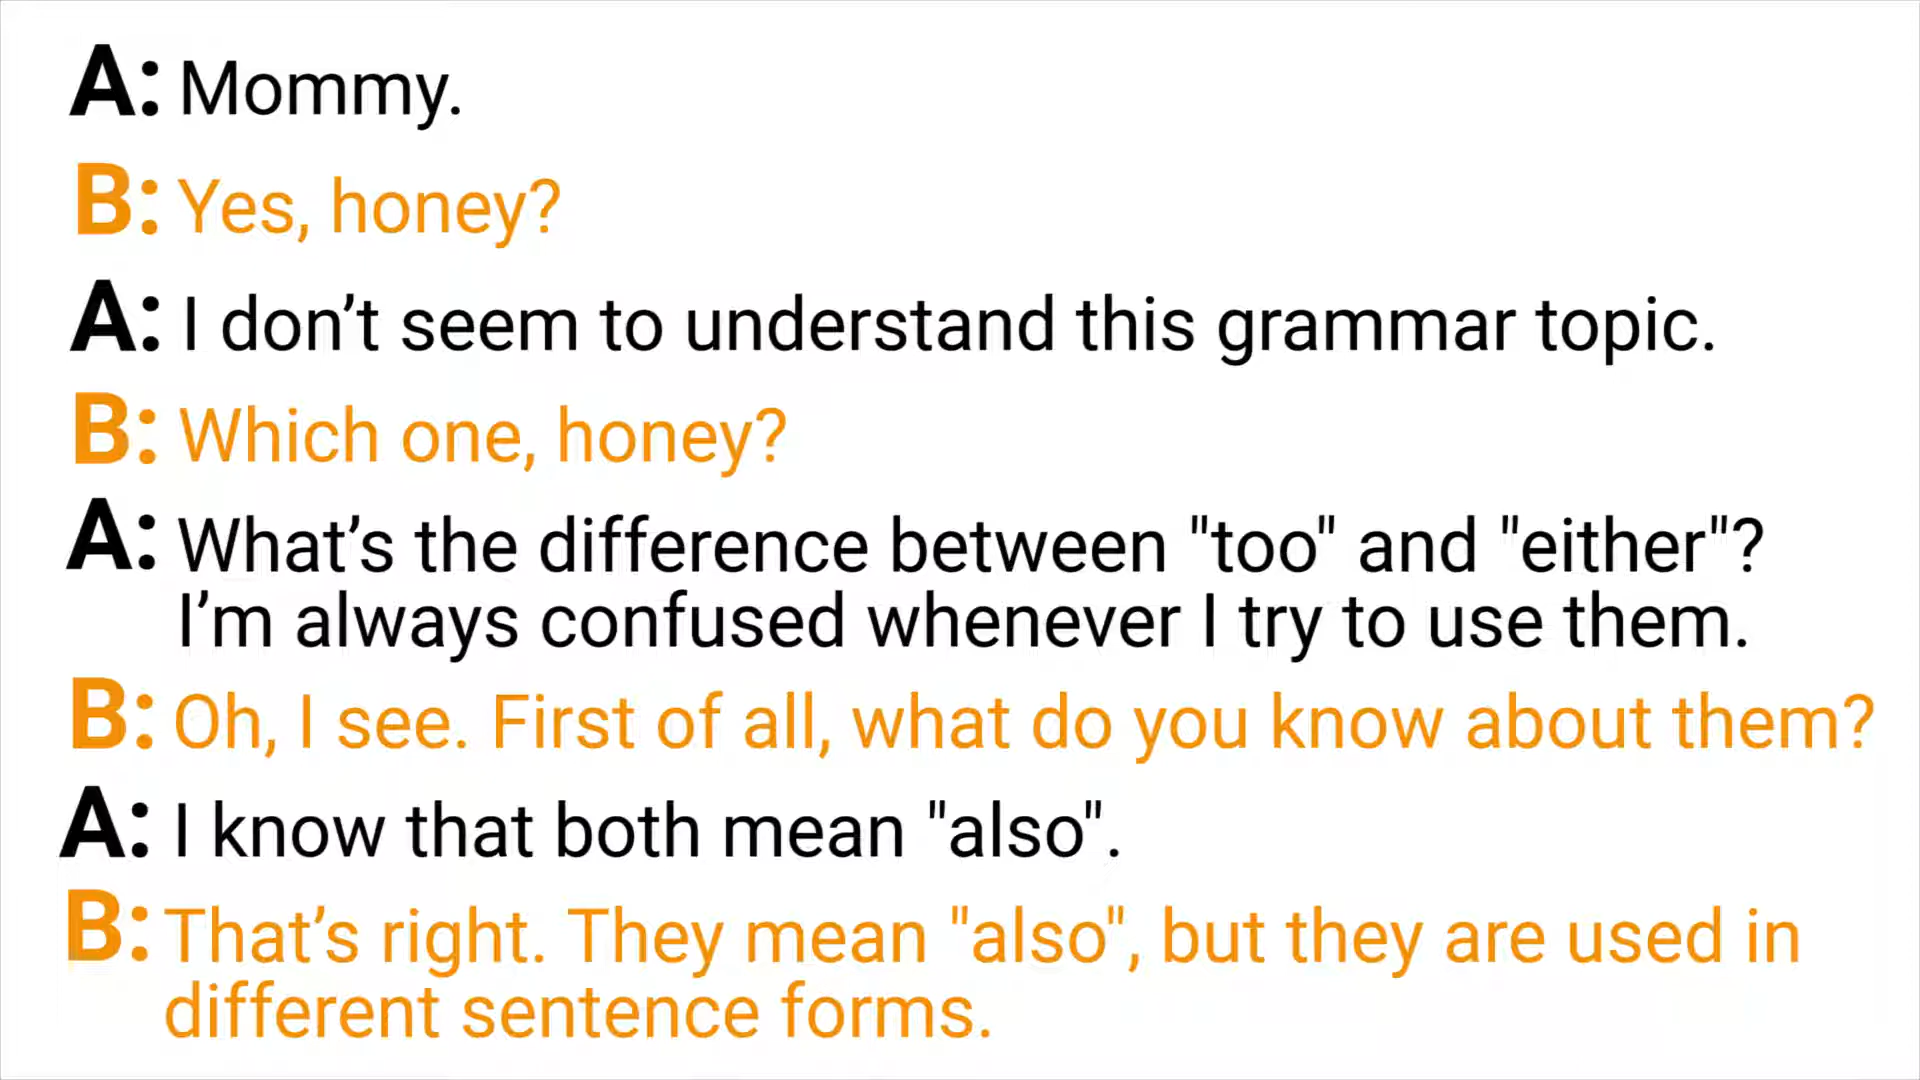 A: Mommy.
B: Yes, honey?
A: I don’t seem to understand this grammar topic.
B: Which one, honey?
A: What’s the difference between "too" and "either"?
I’m always confused whenever I try to use them.
B: Oh, I see. First of all, what do you know about them?
A: I know that both mean "also".
B: That’s right. They mean "also", but they are used in
different sentence forms.